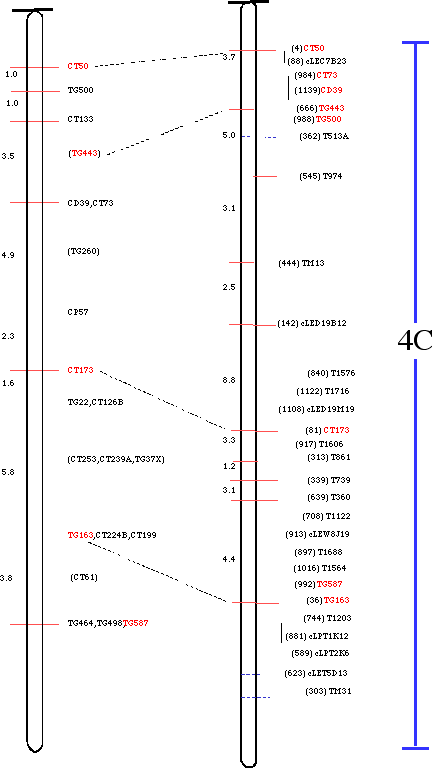 CT50
1.0
TG500
1.0
CT133
3.5
(TG443)
CD39,CT73
4.9
(TG260)
CP57
2.3
CT173
1.6
TG22,CT126B
(CT253,CT239A,TG37X)
5.8
TG163,CT224B,CT199
3.8
(CT61)
TG464,TG498,TG587
(4) CT50
3.7
(88) cLEC7B23
(984) CT73
(1139) CD39
(666) TG443
(988) TG500
5.0
(362) T513A
(545) T974
3.1
(444) TM13
2.5
(142) cLED19B12
(840) T1576
8.8
(1122) T1716
(1108) cLED19M19
(81) CT173
3.3
(917) T1606
(313) T861
1.2
(339) T739
3.1
(639) T360
(708) T1122
(913) cLEW8J19
(897) T1688
4.4
(1016) T1564
(992) TG587
(36) TG163
(744) T1203
(881) cLPT1K12
(589) cLPT2K6
(623) cLET5D13
(303) TM31
4C